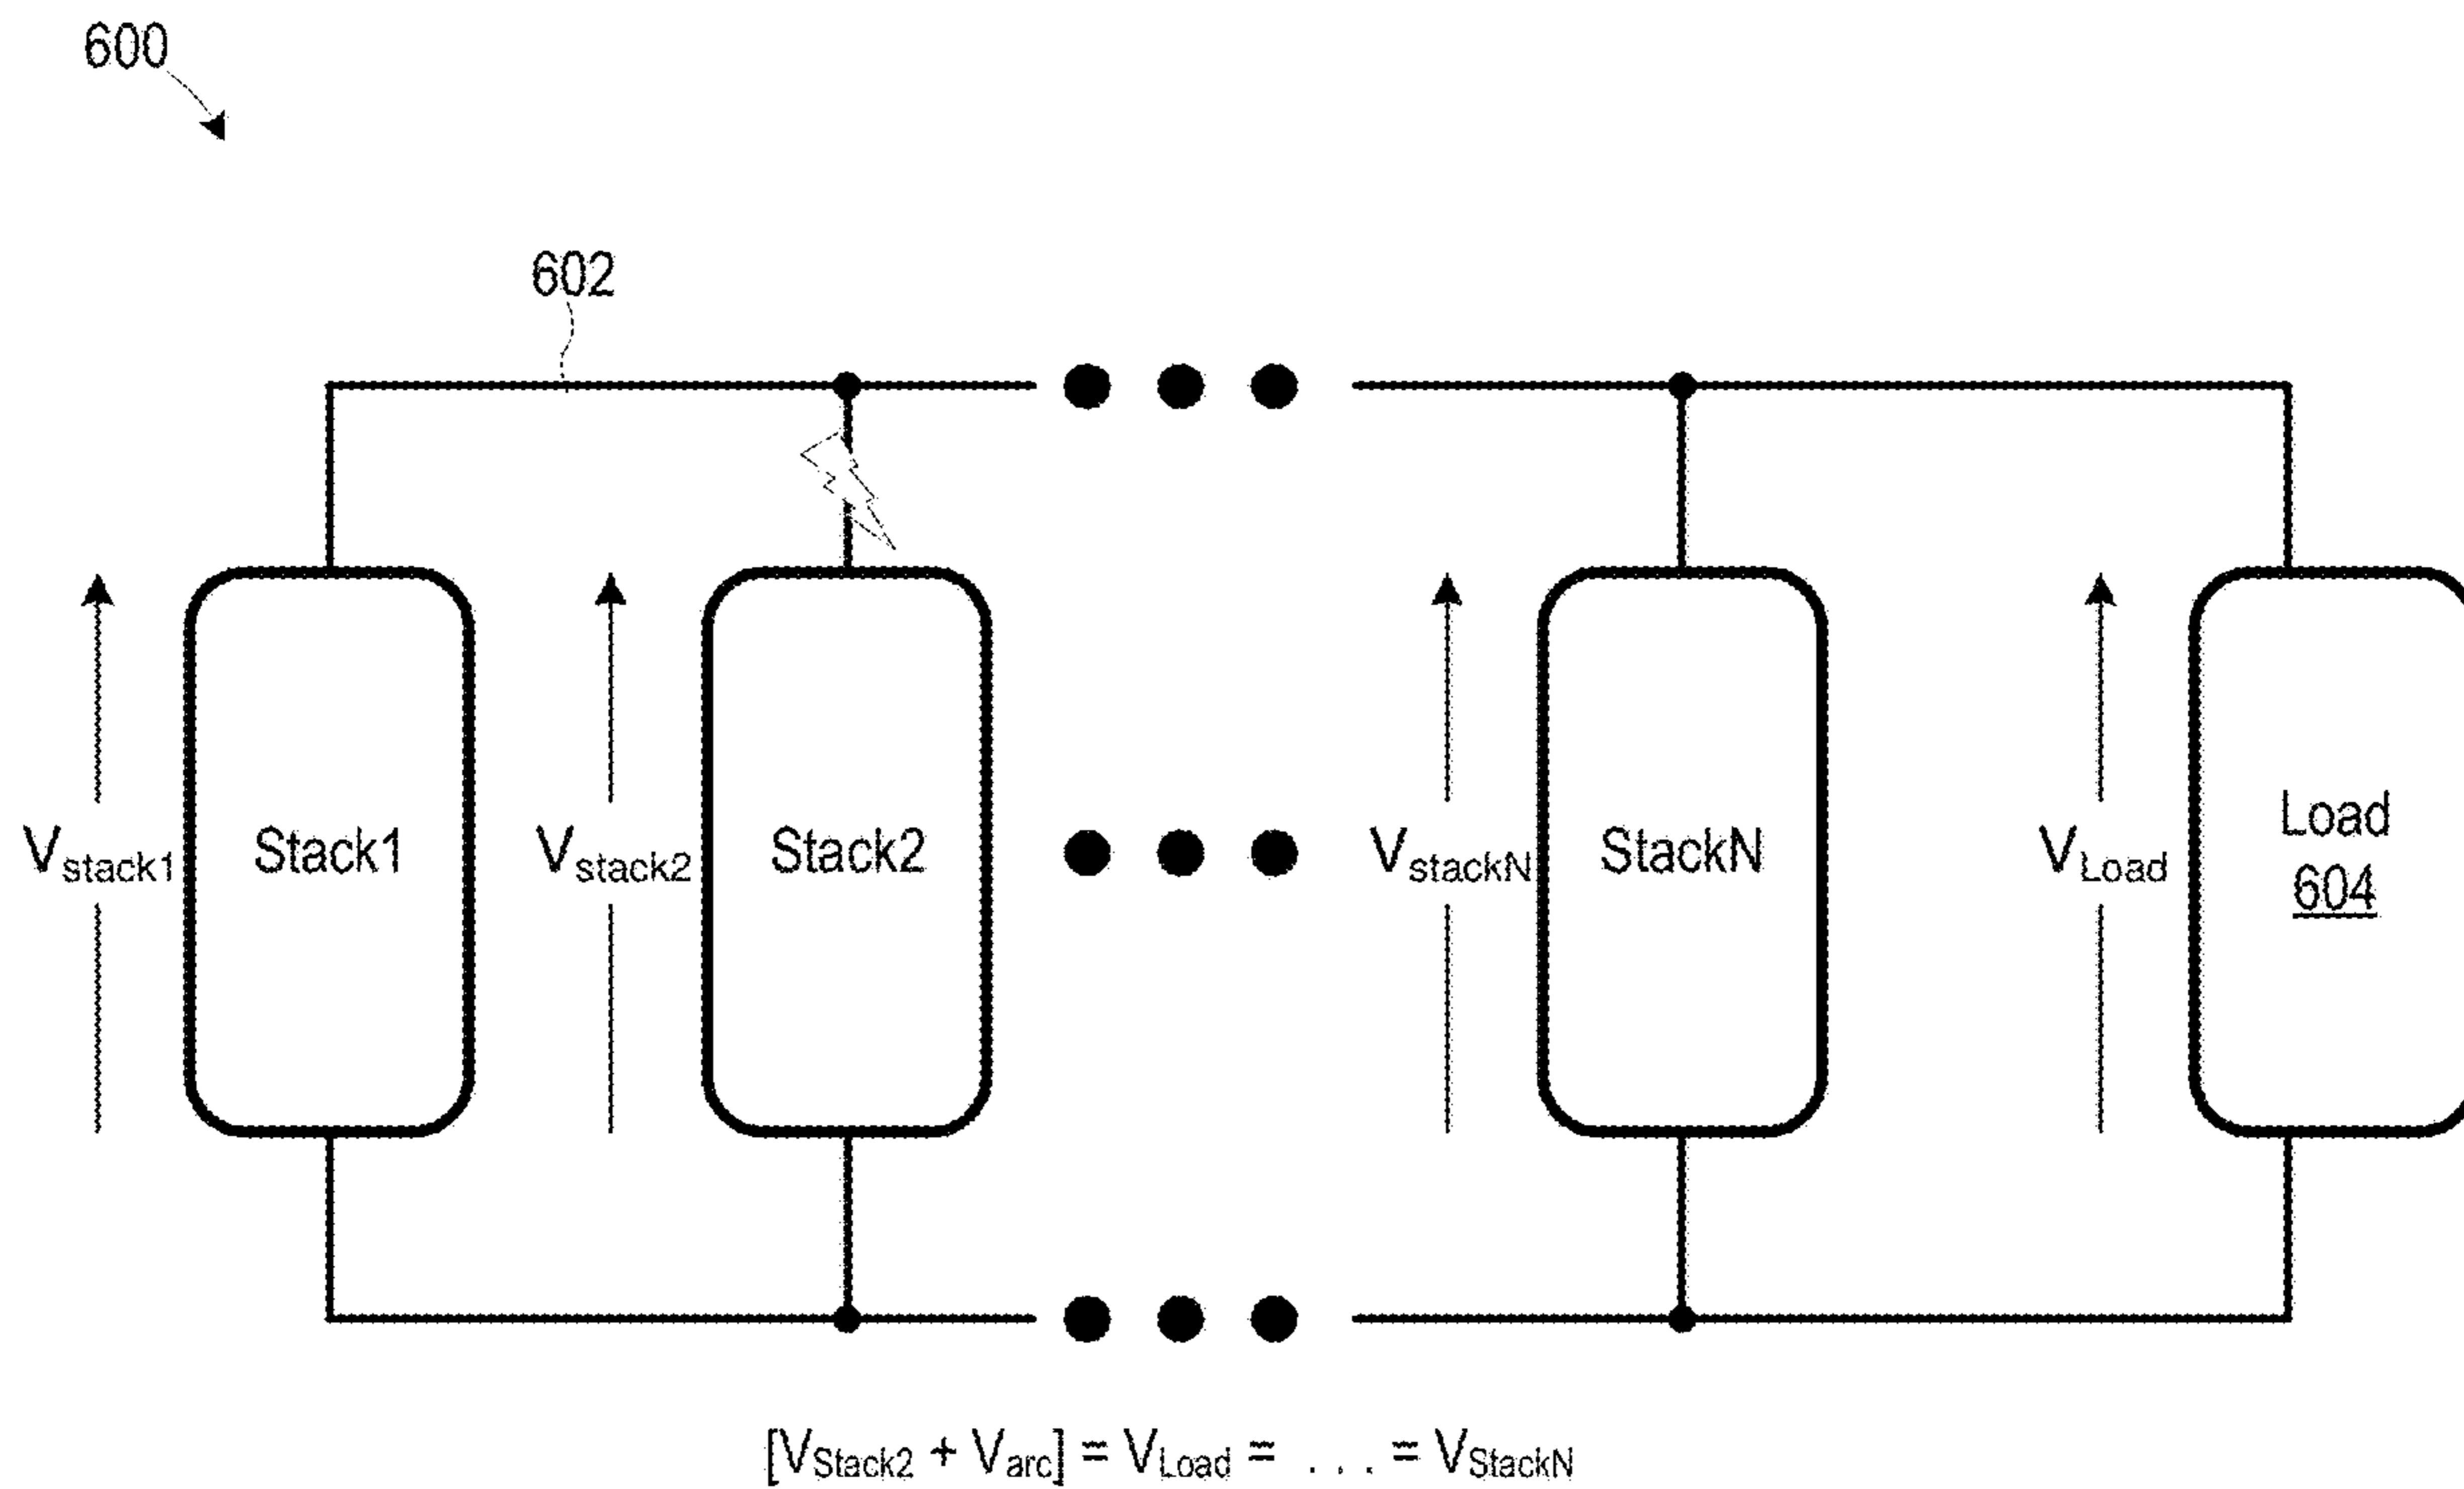 600
602
Vstack1
Stack1
Vstack2
Stack2
VstackN
StackN
VLoad
Load
604
[VStack2 + Varc] = VLoad = . . . = VStackN